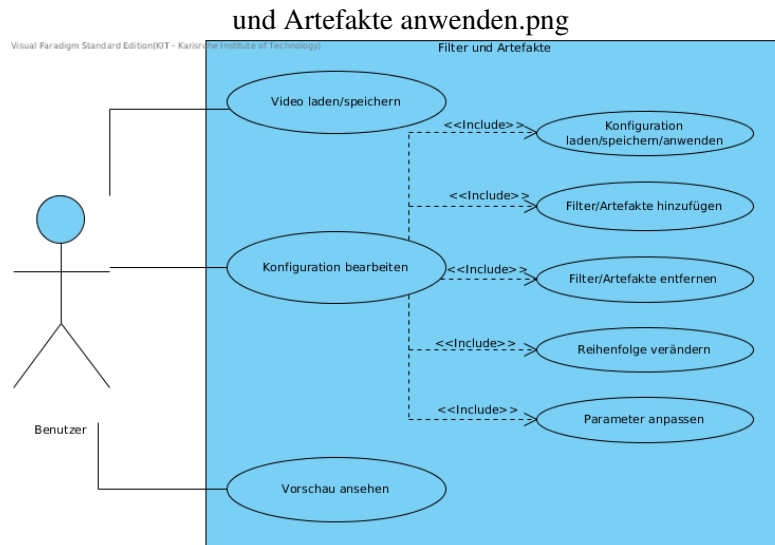 und Artefakte anwenden.png
Visual Paradigm Standard Edition(KIT - Karlsruhe Institute of Technology)
Filter und Artefakte
Video laden/speichern
<<Include>>
Konfiguration
laden/speichern/anwenden
<<Include>>
Filter/Artefakte hinzufügen
Konfiguration bearbeiten
<<Include>>
Filter/Artefakte entfernen
<<Include>>
Reihenfolge verändern
<<Include>>
Parameter anpassen
Benutzer
Vorschau ansehen